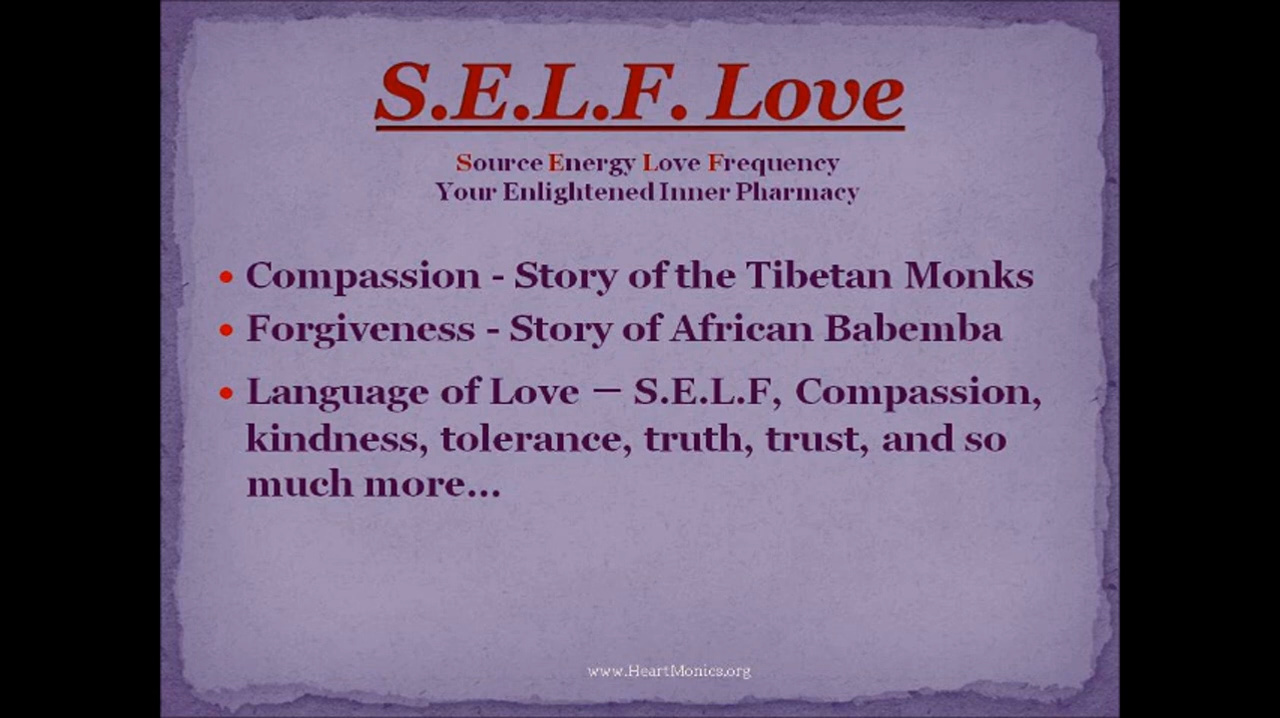 S.E.L.F. Love
Source Energy Love Frequency
Your Enlightened Inner Pharmacy
• Compassion - Story of the Tibetan Monks
• Forgiveness - Story of African Babemba
• Language of Love – S.E.L.F, Compassion,
kindness, tolerance, truth, trust, and so
much more...
www.HeartMonics.org